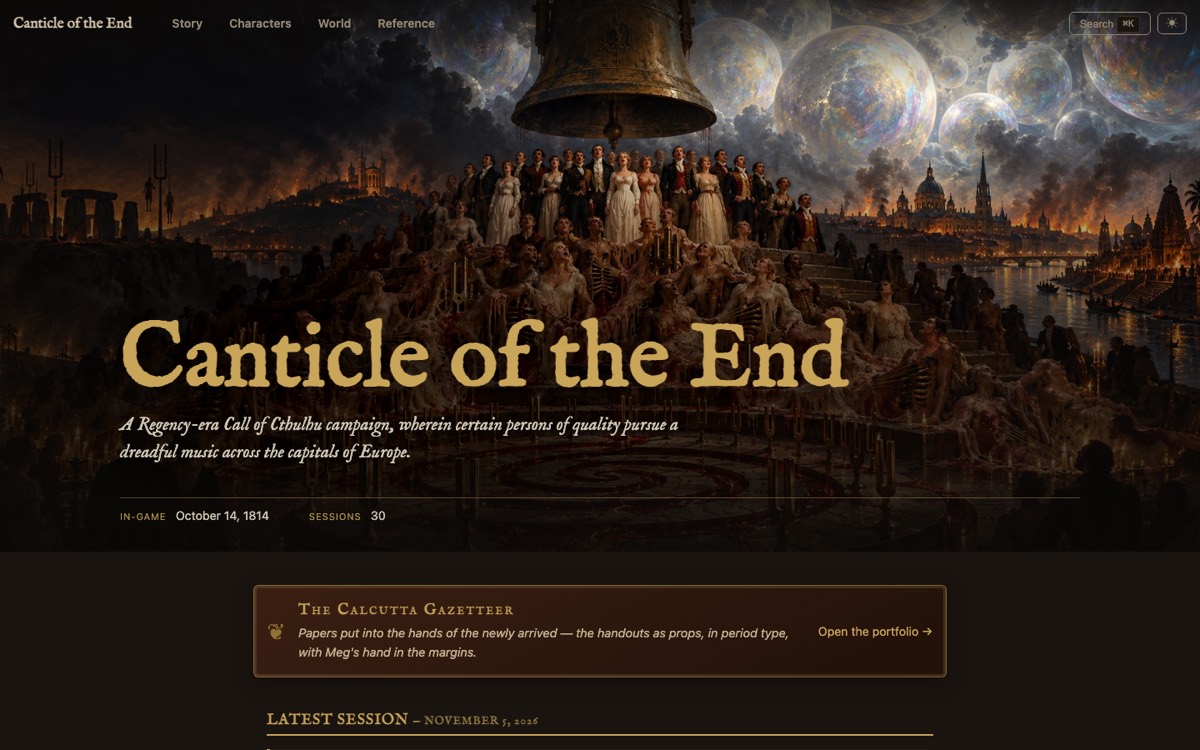 Canticle of the End
Story Characters World Reference
Search ⌘K
Canticle of the End
A Regency-era Call of Cthulhu campaign, wherein certain persons of quality pursue a
dreadful music across the capitals of Europe.
IN-GAME October 14, 1814 SESSIONS 30
The Calcutta Gazetteer
Papers put into the hands of the newly arrived — the handouts as props, in period type,
with Meg's hand in the margins.
Open the portfolio →
LATEST SESSION – NOVEMBER 5, 2026